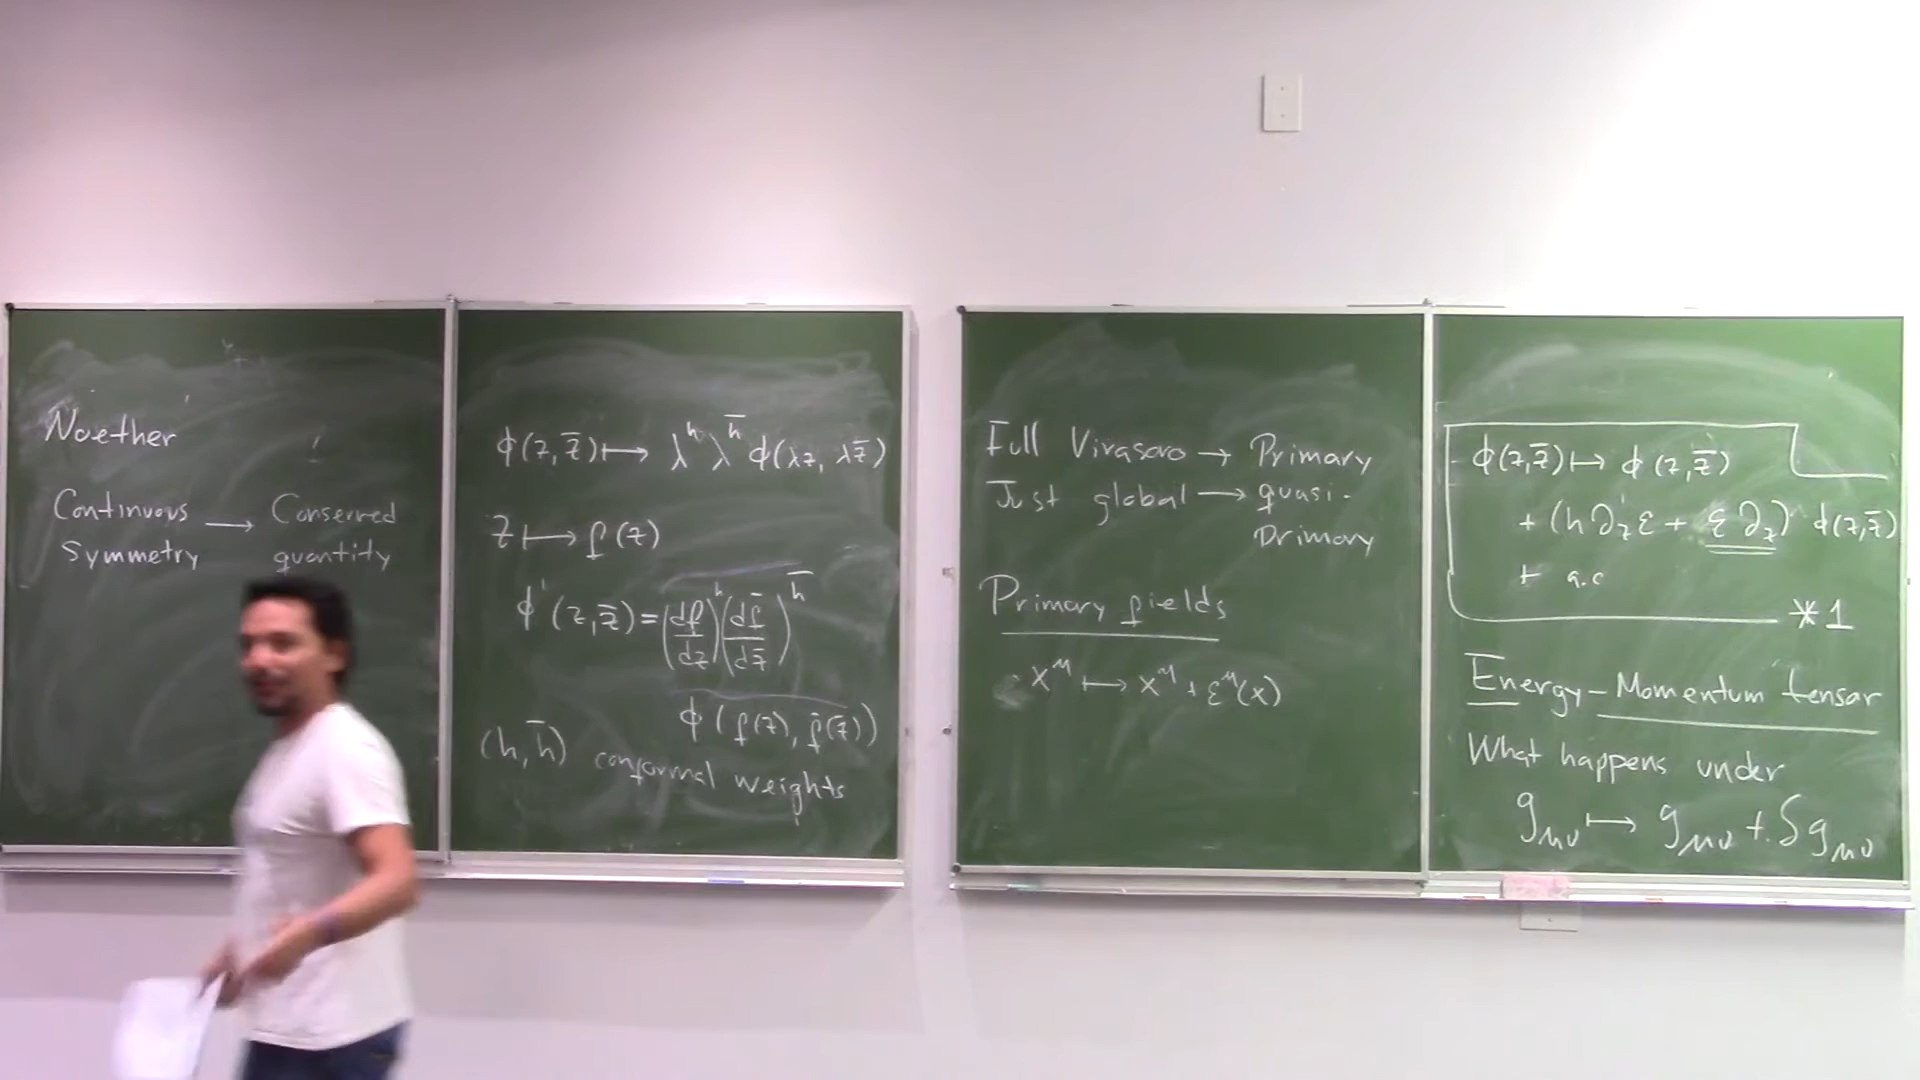 Noether
Continuous → Conserved
Symmetry quantity
ϕ(z,z̄) ↦ λ^h λ^h̄ ϕ(λz, λz̄)
z ↦ f(z)
ϕ'(z,z̄) = (df/dz)^h (df̄/dz̄)^h̄
ϕ(f(z), f̄(z̄))
(h,h̄) conformal weights
Full Virasoro → Primary
Just global → quasi-
Primary
Primary fields
x^μ ↦ x^μ + ε^μ(x)
ϕ(z,z̄) ↦ ϕ(z,z̄)
+ (h∂_zε + ε∂_z) ϕ(z,z̄)
+ a.c
*1
Energy-Momentum tensor
What happens under
g_μν ↦ g_μν + δg_μν